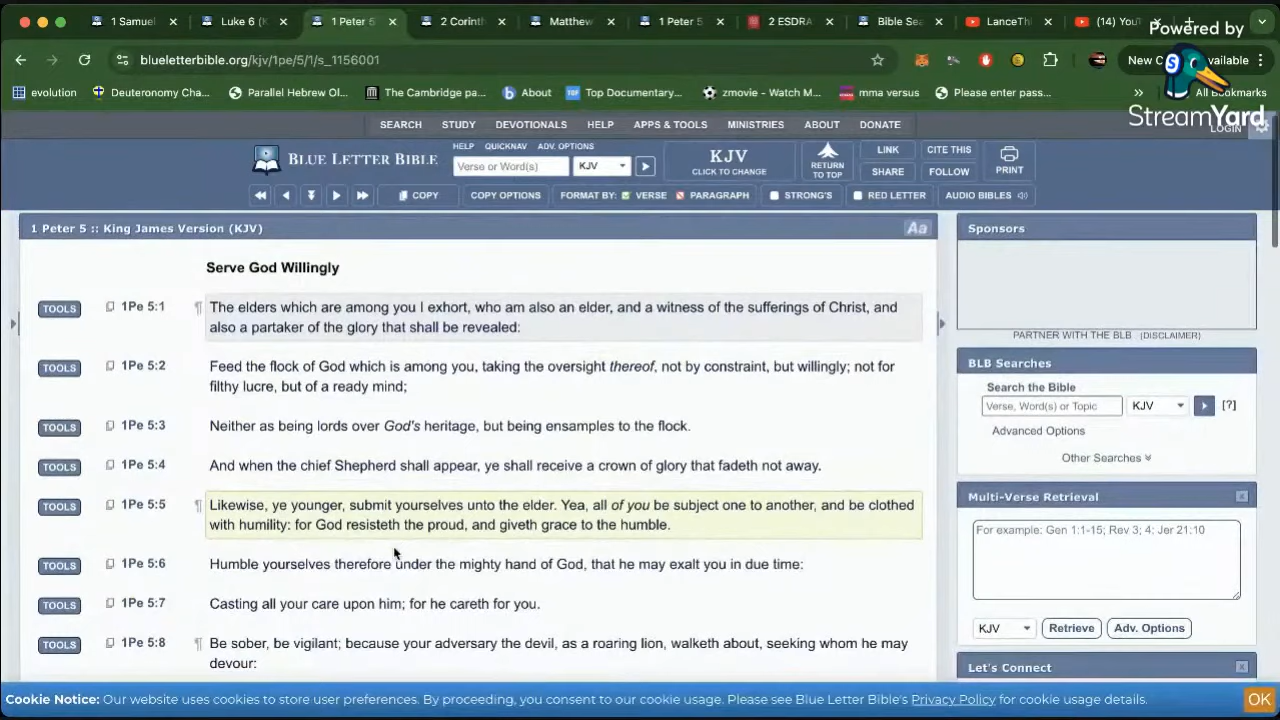 1 Samuel
Luke 6 (K
1 Peter 5
2 Corinth
Matthew
1 Peter 5
2 ESDRA
Bible Sea
LanceThi
(14) You
Powered by
blueletterbible.org/kjv/1pe/5/1/s_1156001
New C
vailable
evolution
Deuteronomy Cha...
Parallel Hebrew Ol...
The Cambridge pa...
About
Top Documentary...
zmovie - Watch M...
mma versus
Please enter pass...
»
All Bookmarks
StreamYard
SEARCH STUDY DEVOTIONALS HELP APPS & TOOLS MINISTRIES ABOUT DONATE
LOGIN
BLUE LETTER BIBLE
HELP QUICKNAV ADV. OPTIONS
Verse or Word(s)
KJV
KJV
CLICK TO CHANGE
RETURN
TO TOP
LINK
CITE THIS
SHARE
FOLLOW
PRINT
COPY
COPY OPTIONS
FORMAT BY: VERSE PARAGRAPH
STRONG'S
RED LETTER
AUDIO BIBLES
1 Peter 5 :: King James Version (KJV)
Aa
Serve God Willingly
TOOLS 1Pe 5:1 ¶ The elders which are among you I exhort, who am also an elder, and a witness of the sufferings of Christ, and
also a partaker of the glory that shall be revealed:
TOOLS 1Pe 5:2 Feed the flock of God which is among you, taking the oversight thereof, not by constraint, but willingly; not for
filthy lucre, but of a ready mind;
TOOLS 1Pe 5:3 Neither as being lords over God's heritage, but being ensamples to the flock.
TOOLS 1Pe 5:4 And when the chief Shepherd shall appear, ye shall receive a crown of glory that fadeth not away.
TOOLS 1Pe 5:5 ¶ Likewise, ye younger, submit yourselves unto the elder. Yea, all of you be subject one to another, and be clothed
with humility: for God resisteth the proud, and giveth grace to the humble.
TOOLS 1Pe 5:6 Humble yourselves therefore under the mighty hand of God, that he may exalt you in due time:
TOOLS 1Pe 5:7 Casting all your care upon him; for he careth for you.
TOOLS 1Pe 5:8 ¶ Be sober, be vigilant; because your adversary the devil, as a roaring lion, walketh about, seeking whom he may
devour:
Sponsors
PARTNER WITH THE BLB (DISCLAIMER)
BLB Searches
Search the Bible
Verse, Word(s) or Topic
KJV
[?]
Advanced Options
Other Searches
Multi-Verse Retrieval
For example: Gen 1:1-15; Rev 3; 4; Jer 21:10
KJV
Retrieve
Adv. Options
Let's Connect
Cookie Notice: Our website uses cookies to store user preferences. By proceeding, you consent to our cookie usage. Please see Blue Letter Bible's Privacy Policy for cookie usage details.
OK